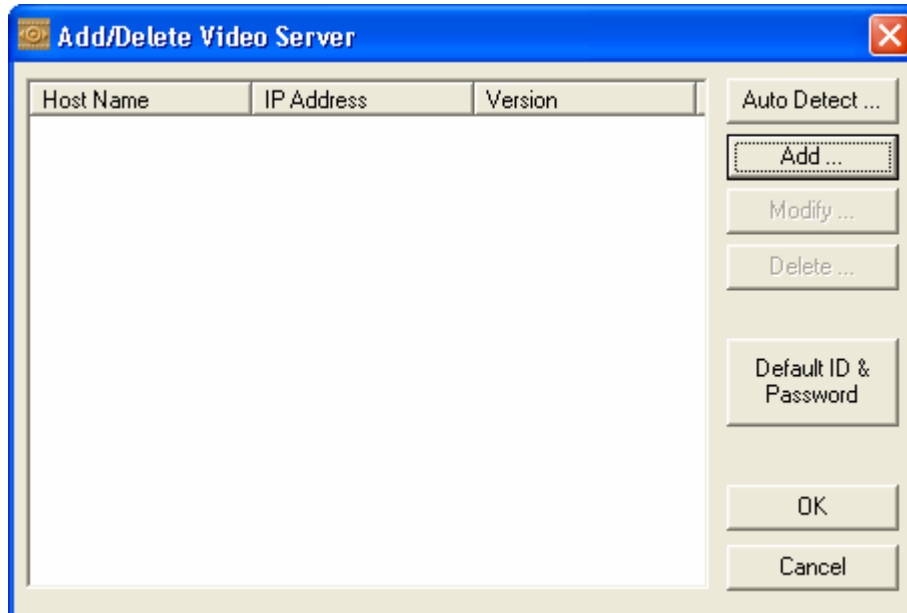 Add/Delete Video Server
Host Name IP Address Version
Auto Detect ...
Add ...
Modify ...
Delete ...
Default ID &
Password
OK
Cancel